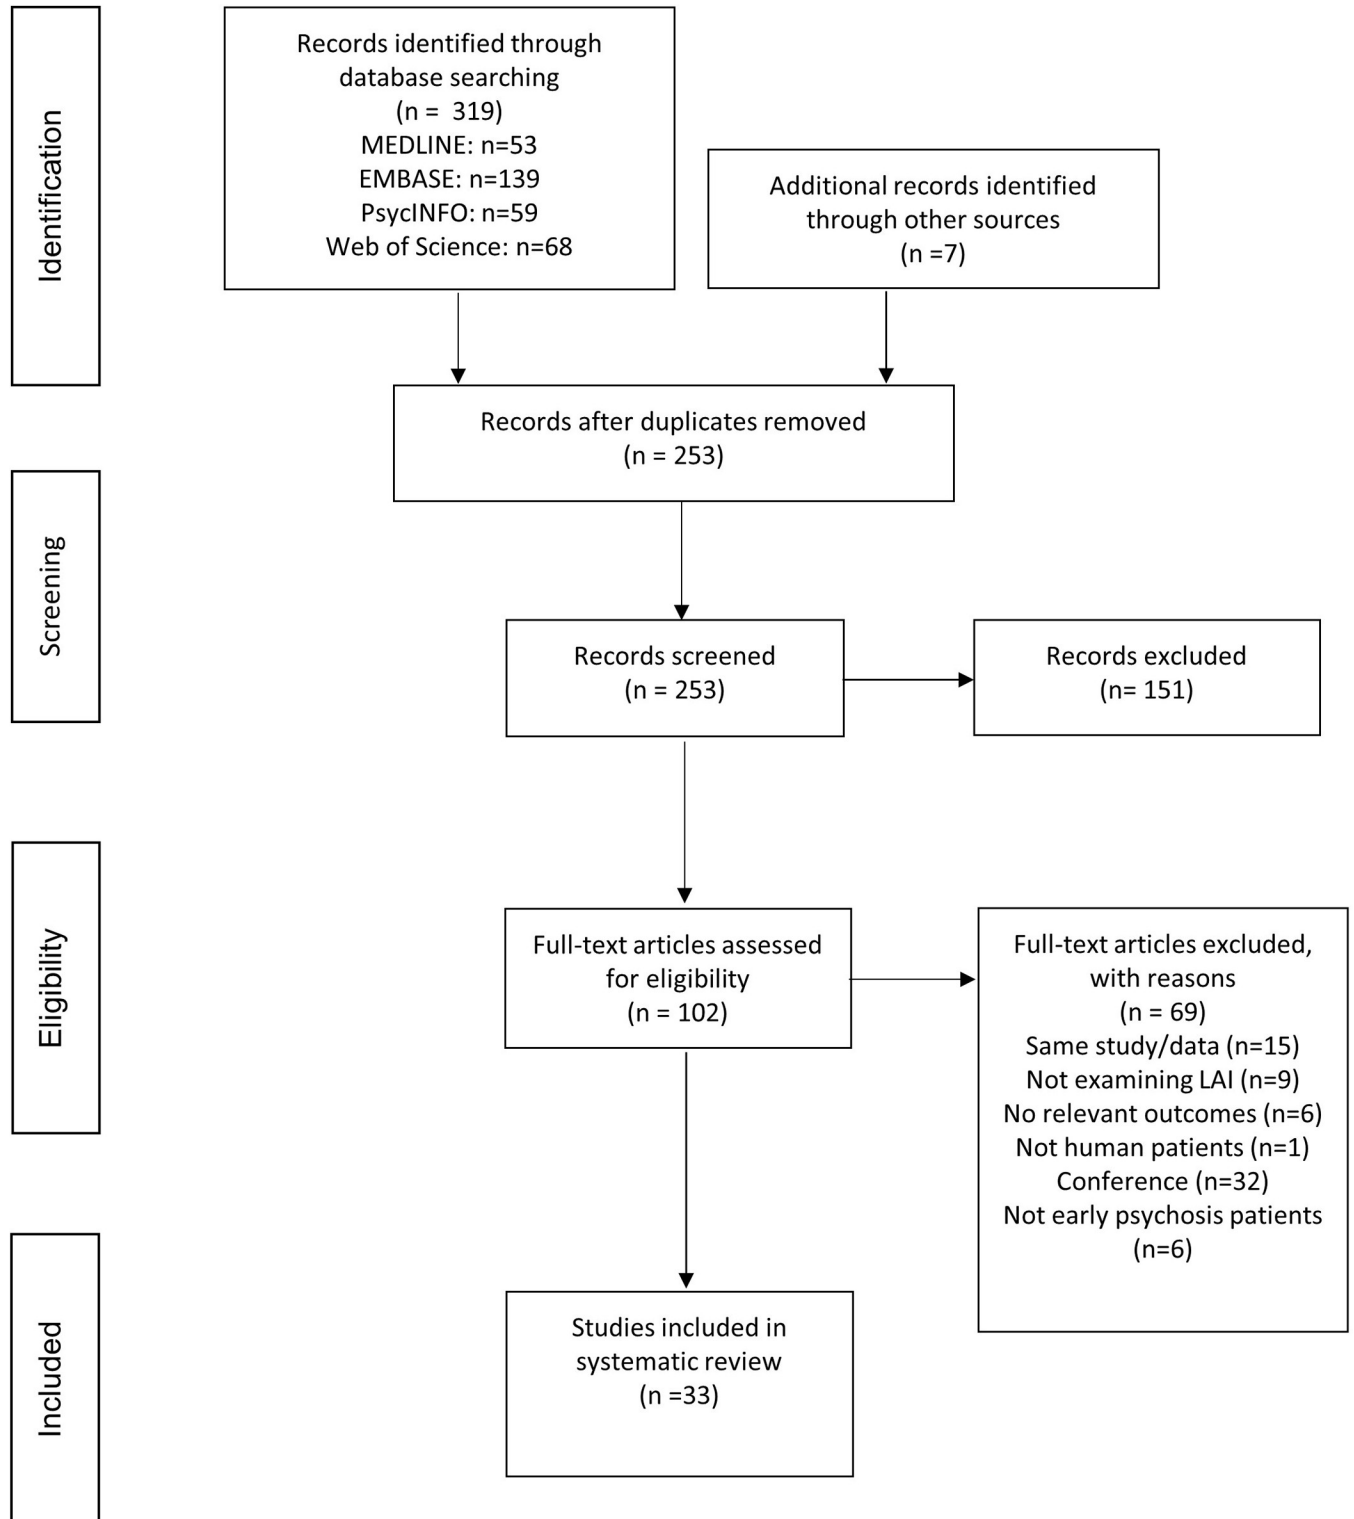 Identification
Records identified through
database searching
(n =  319)
MEDLINE: n=53
EMBASE: n=139
PsycINFO: n=59
Web of Science: n=68
Additional records identified
through other sources
(n =7)
Records after duplicates removed
(n = 253)
Screening
Records screened
(n = 253)
Records excluded
(n= 151)
Eligibility
Full-text articles assessed
for eligibility
(n = 102)
Full-text articles excluded,
with reasons
(n = 69)
Same study/data (n=15)
Not examining LAI (n=9)
No relevant outcomes (n=6)
Not human patients (n=1)
Conference (n=32)
Not early psychosis patients
(n=6)
Included
Studies included in
systematic review
(n =33)